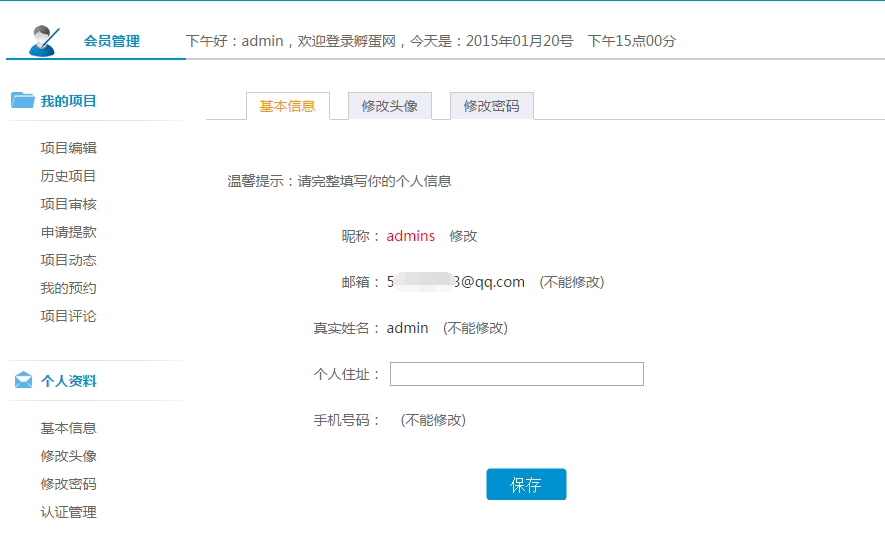 会员管理 下午好：admin，欢迎登录孵蛋网，今天是：2015年01月20号 下午15点00分
我的项目
项目编辑
历史项目
项目审核
申请提款
项目动态
我的预约
项目评论
个人资料
基本信息
修改头像
修改密码
认证管理
基本信息 修改头像 修改密码
温馨提示：请完整填写你的个人信息
昵称： admins 修改
邮箱： 5 3@qq.com (不能修改)
真实姓名： admin (不能修改)
个人住址：
手机号码： (不能修改)
保存